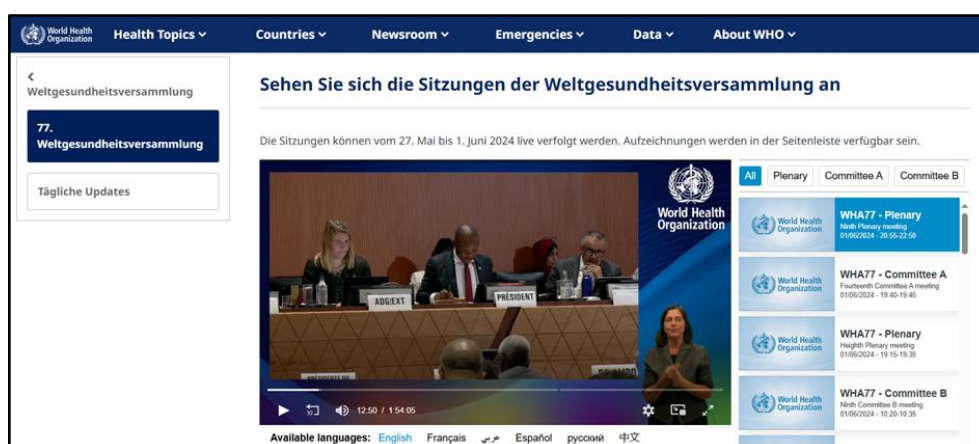 World Health Organization
Health Topics
Countries
Newsroom
Emergencies
Data
About WHO
Weltgesundheitsversammlung
77.
Weltgesundheitsversammlung
Tägliche Updates
Sehen Sie sich die Sitzungen der Weltgesundheitsversammlung an
Die Sitzungen können vom 27. Mai bis 1. Juni 2024 live verfolgt werden. Aufzeichnungen werden in der Seitenleiste verfügbar sein.
World Health
Organization
ADG/EXT
PRÉSIDENT
12:50 / 1:54:05
Available languages: English Français عربي Español русский 中文
All Plenary Committee A Committee B
World Health
Organization
WHA77 - Plenary
Ninth Plenary meeting
01/06/2024 - 20:55-22:50
World Health
Organization
WHA77 - Committee A
Fourteenth Committee A meeting
01/06/2024 - 19:40-19:45
World Health
Organization
WHA77 - Plenary
Heighth Plenary meeting
01/06/2024 - 19:15-19:35
World Health
Organization
WHA77 - Committee B
Ninth Committee B meeting
01/06/2024 - 10:20-10:35